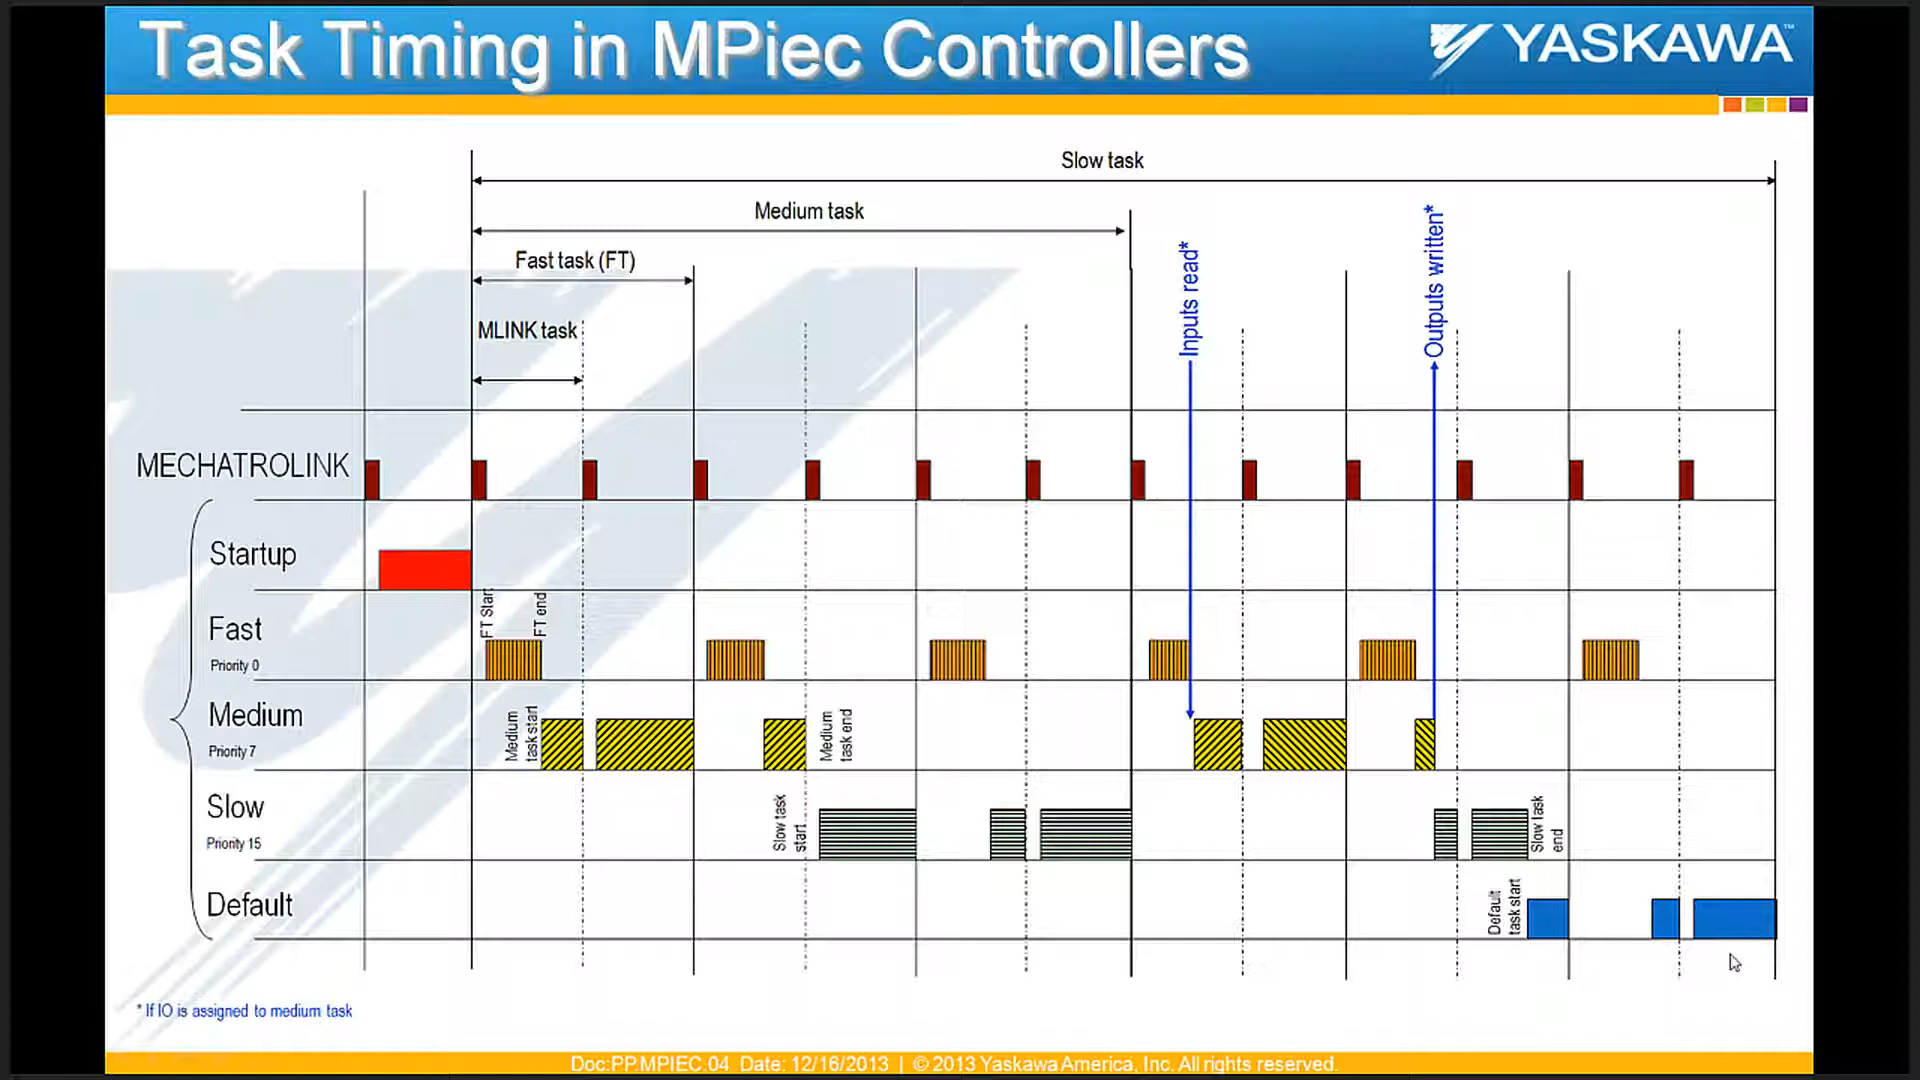 Task Timing in MPiec Controllers
YASKAWA™
Slow task
Medium task
Fast task (FT)
MLINK task
Inputs read*
Outputs written*
MECHATROLINK
Startup
FT Start
FT end
Fast
Priority 0
Medium
Priority 7
Medium
task start
Medium
task end
Slow
Priority 15
Slow task
start
Slow task
end
Default
Default
task start
* If IO is assigned to medium task
Doc:PP.MPIEC.04 Date: 12/16/2013 | © 2013 Yaskawa America, Inc. All rights reserved.